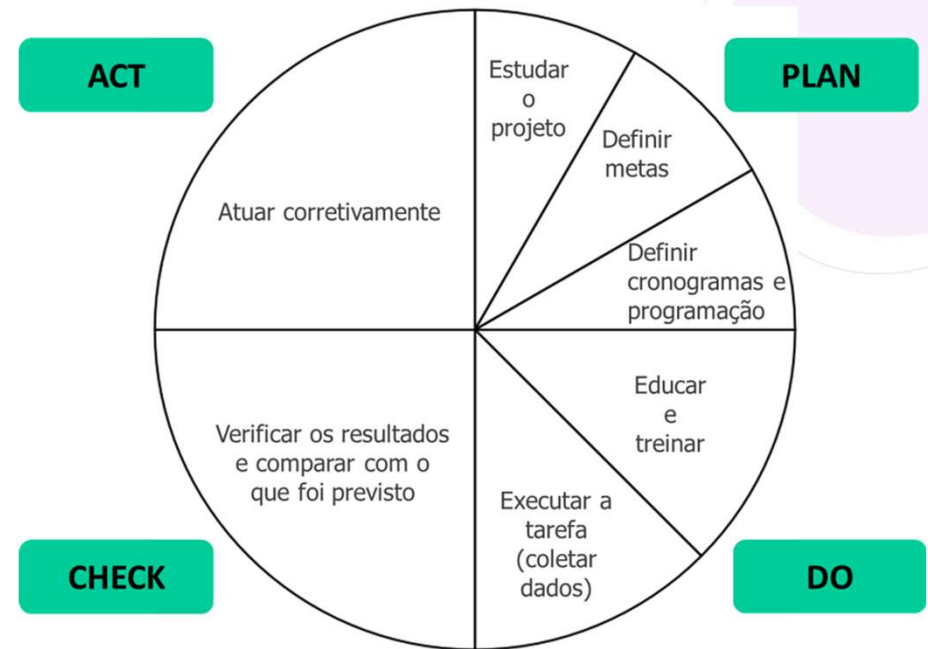 ACT
PLAN
Estudar
o
projeto
Definir
metas
Definir
cronogramas e
programação
Educar
e
treinar
Executar a
tarefa
(coletar
dados)
Verificar os resultados
e comparar com o
que foi previsto
Atuar corretivamente
CHECK
DO